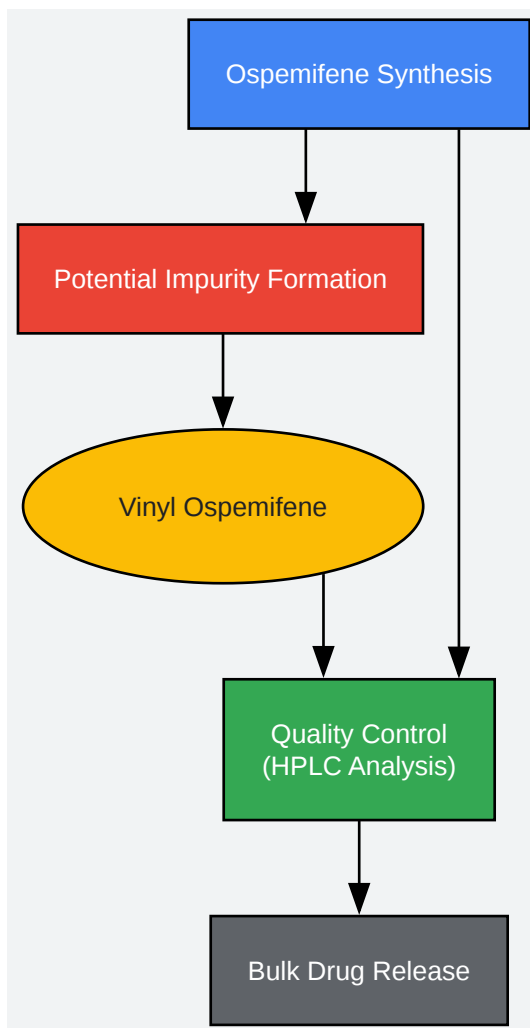 Ospemifene Synthesis
Potential Impurity Formation
Vinyl Ospemifene
Quality Control
(HPLC Analysis)
Bulk Drug Release